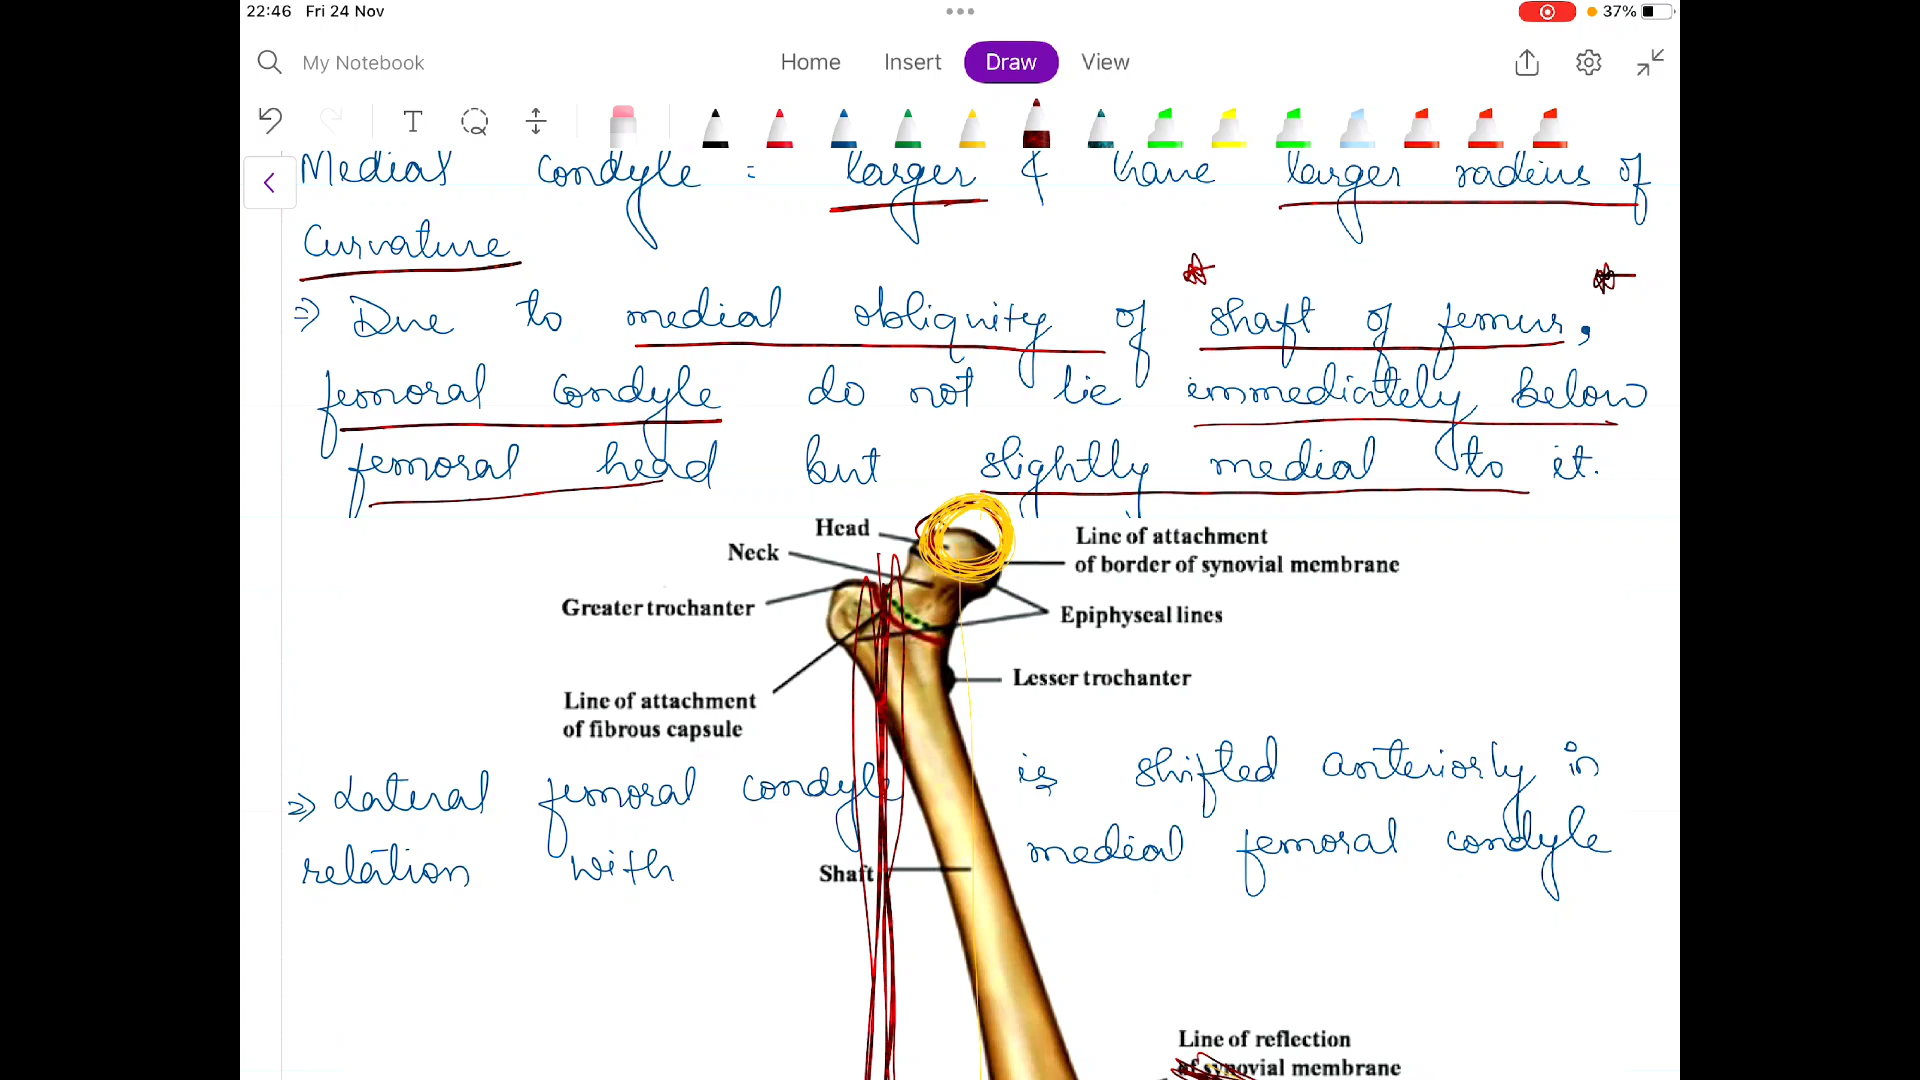 22:46 Fri 24 Nov
37%
My Notebook
Home Insert Draw View
T
Medial condyle = larger & have larger radius of
Curvature
⇒ Due to medial obliquity of shaft of femur,
femoral condyle do not lie immediately below
femoral head but slightly medial to it.
Head
Neck
Greater trochanter
Line of attachment
of fibrous capsule
Line of attachment
of border of synovial membrane
Epiphyseal lines
Lesser trochanter
⇒ Lateral femoral condyle is shifted anteriorly in
relation with medial femoral condyle
Shaft
Line of reflection
of synovial membrane